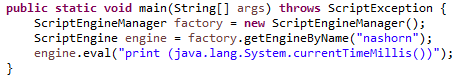 public static void main(String[] args) throws ScriptException {
    ScriptEngineManager factory = new ScriptEngineManager();
    ScriptEngine engine = factory.getEngineByName("nashorn");
    engine.eval("print (java.lang.System.currentTimeMillis())");
}